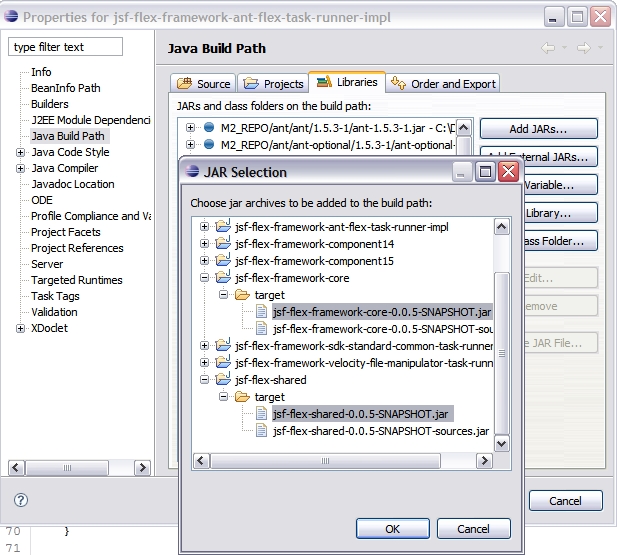 Properties for jsf-flex-framework-ant-flex-task-runner-impl
type filter text
Java Build Path
Info
BeanInfo Path
Builders
J2EE Module Dependenci
Java Build Path
Java Code Style
Java Compiler
Javadoc Location
ODE
Profile Compliance and Va
Project Facets
Project References
Server
Targeted Runtimes
Task Tags
Validation
XDoclet
Source
Projects
Libraries
Order and Export
JARs and class folders on the build path:
M2_REPO/ant/ant/1.5.3-1/ant-1.5.3-1.jar - C:\D
M2_REPO/ant-optional/1.5.3-1/ant-optional-
Add JARs...
Add External JARs...
Variable...
Library...
ass Folder...
Edit...
emove
e JAR File...
JAR Selection
Choose jar archives to be added to the build path:
jsf-flex-framework-ant-flex-task-runner-impl
jsf-flex-framework-component14
jsf-flex-framework-component15
jsf-flex-framework-core
target
jsf-flex-framework-core-0.0.5-SNAPSHOT.jar
jsf-flex-framework-core-0.0.5-SNAPSHOT-sou
jsf-flex-framework-sdk-standard-common-task-runner
jsf-flex-framework-velocity-file-manipulator-task-runn
jsf-flex-shared
target
jsf-flex-shared-0.0.5-SNAPSHOT.jar
jsf-flex-shared-0.0.5-SNAPSHOT-sources.jar
OK
Cancel
Cancel
70 }
71